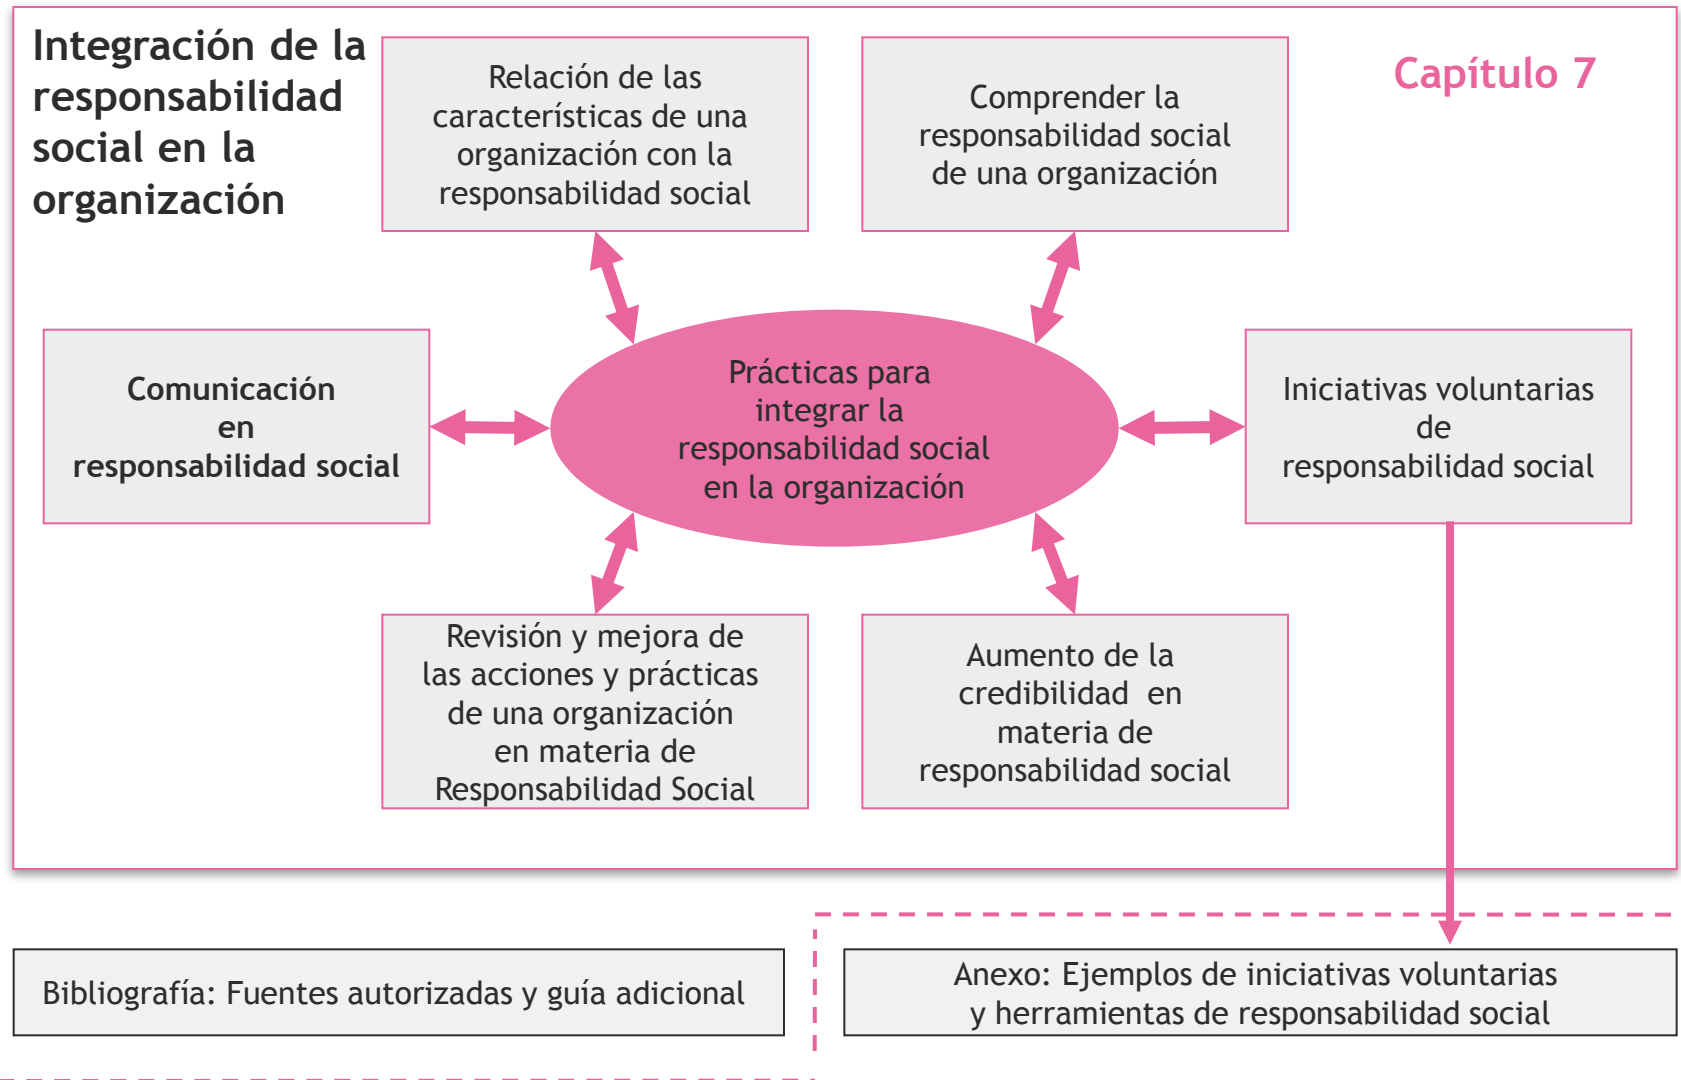 Integración de la
responsabilidad
social en la
organización
Relación de las
características de una
organización con la
responsabilidad social
Comprender la
responsabilidad social
de una organización
Capítulo 7
Comunicación
en
responsabilidad social
Prácticas para
integrar la
responsabilidad social
en la organización
Iniciativas voluntarias
de
responsabilidad social
Revisión y mejora de
las acciones y prácticas
de una organización
en materia de
Responsabilidad Social
Aumento de la
credibilidad en
materia de
responsabilidad social
Bibliografía: Fuentes autorizadas y guía adicional
Anexo: Ejemplos de iniciativas voluntarias
y herramientas de responsabilidad social